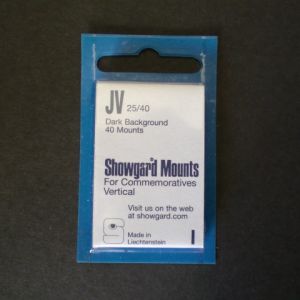 JV 25/40
Dark Background
40 Mounts
Showgard Mounts
For Commemoratives
Vertical
Visit us on the web
at showgard.com
Made in
Liechtenstein